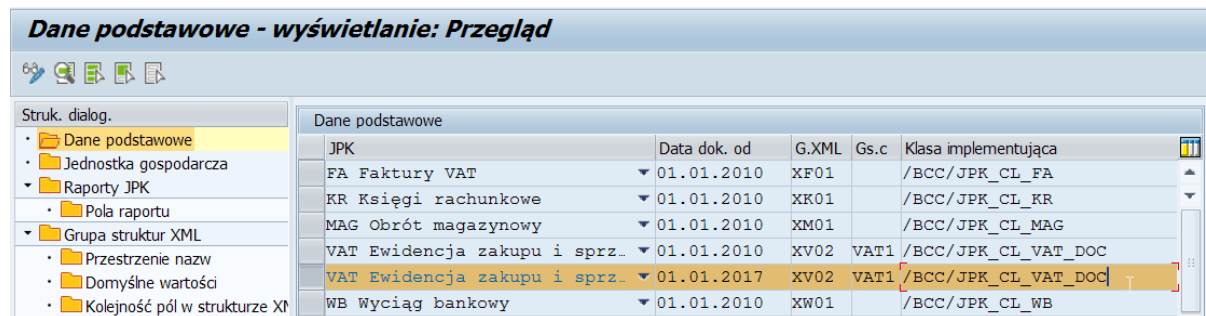 Dane podstawowe - wyświetlanie: Przegląd
Struk. dialog.
Dane podstawowe
Jednostka gospodarcza
Raporty JPK
Pola raportu
Grupa struktur XML
Przestrzenie nazw
Domyślne wartości
Kolejność pól w strukturze XM
Dane podstawowe
JPK Data dok. od G.XML Gs.c Klasa implementująca
FA Faktury VAT 01.01.2010 XF01 /BCC/JPK_CL_FA
KR Księgi rachunkowe 01.01.2010 XK01 /BCC/JPK_CL_KR
MAG Obrót magazynowy 01.01.2010 XM01 /BCC/JPK_CL_MAG
VAT Ewidencja zakupu i sprz… 01.01.2010 XV02 VAT1 /BCC/JPK_CL_VAT_DOC
VAT Ewidencja zakupu i sprz… 01.01.2017 XV02 VAT1 /BCC/JPK_CL_VAT_DOC
WB Wyciąg bankowy 01.01.2010 XW01 /BCC/JPK_CL_WB